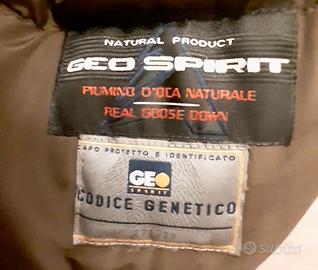 NATURAL PRODUCT
GEO SPIRIT
PIUMINO D'OCA NATURALE
REAL GOOSE DOWN
CAPO PROTETTO E IDENTIFICATO
GEO
SPIRIT
CODICE GENETICO
subito